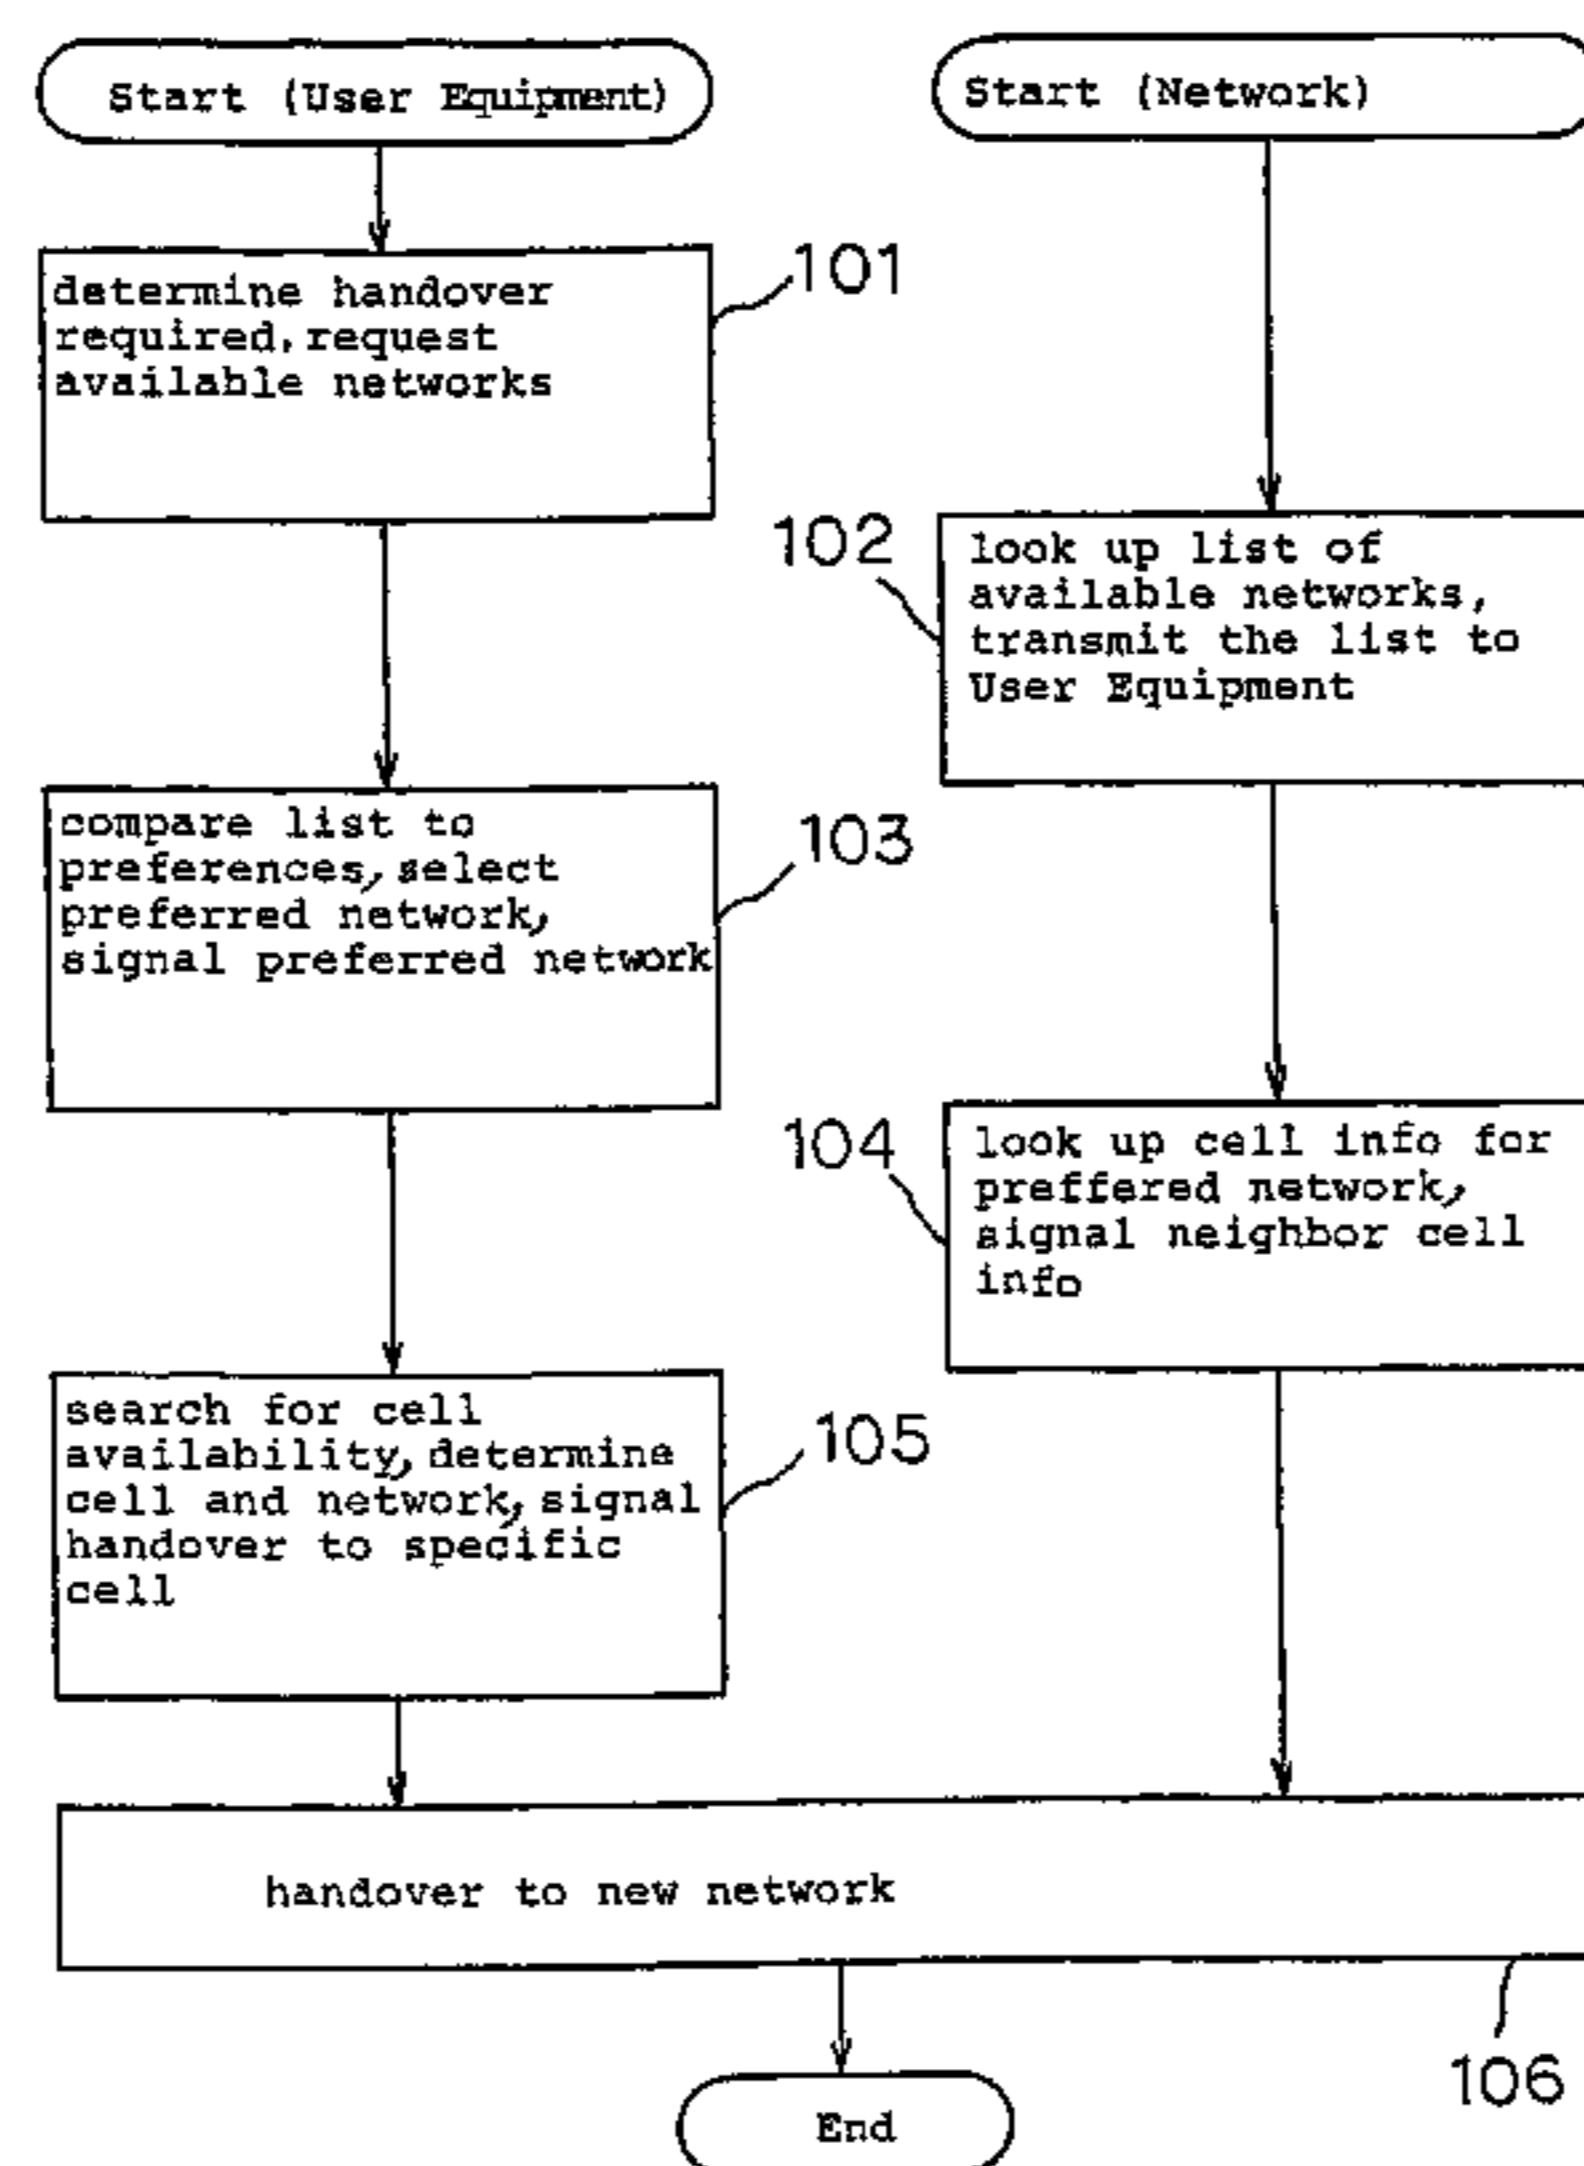 Start (User Equipment)
Start (Network)
determine handover
required, request
available networks
101
102
look up list of
available networks,
transmit the list to
User Equipment
compare list to
preferences, select
preferred network,
signal preferred network
103
104
look up cell info for
preffered network,
signal neighbor cell
info
search for cell
availability, determine
cell and network, signal
handover to specific
cell
105
handover to new network
106
End